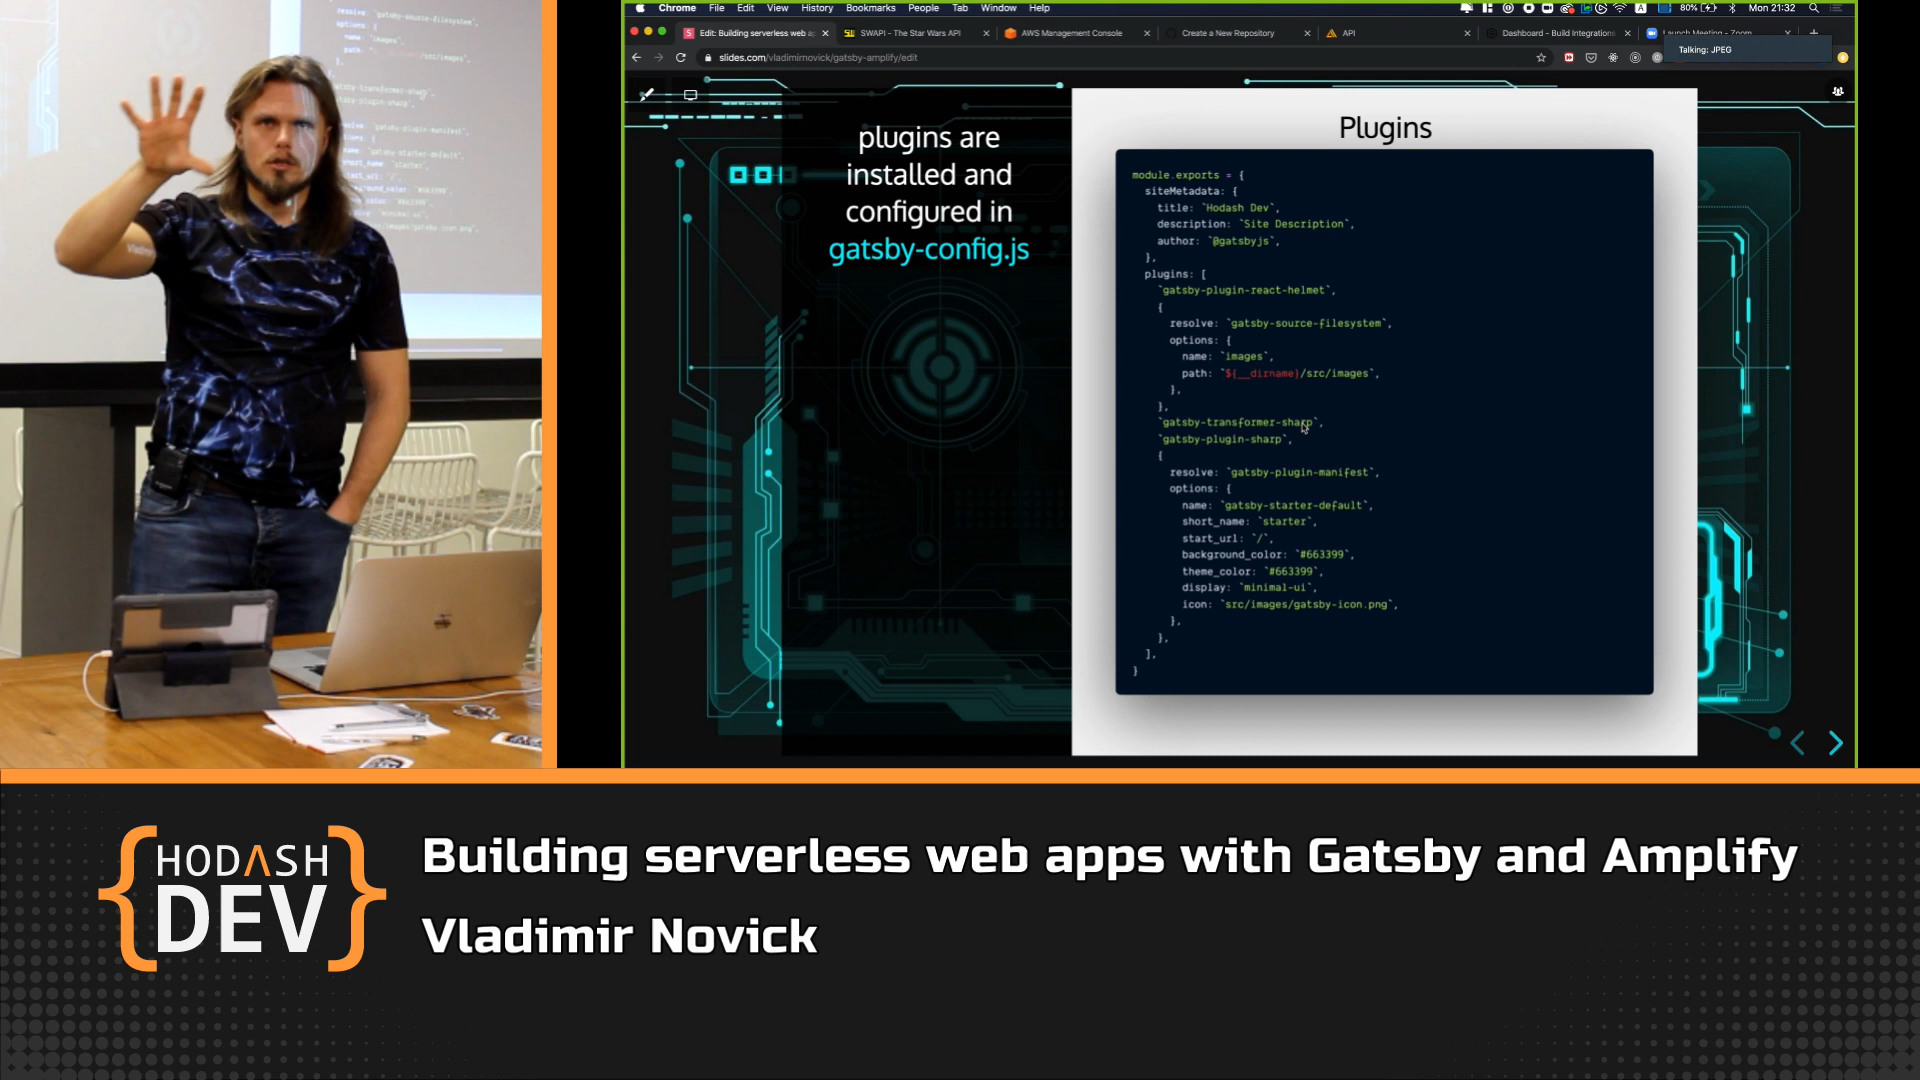 Chrome File Edit View History Bookmarks People Tab Window Help
80% Mon 21:32
Edit: Building serverless web a
SWAPI - The Star Wars API
AWS Management Console
Create a New Repository
API
Dashboard - Build Integrations
Launch Meeting - Zoom
Talking: JPEG
slides.com/vladimirnovick/gatsby-amplify/edit
plugins are
installed and
configured in
gatsby-config.js
Plugins
module.exports = {
siteMetadata: {
title: `Hodash Dev`,
description: `Site Description`,
author: `@gatsbyjs`,
},
plugins: [
`gatsby-plugin-react-helmet`,
{
resolve: `gatsby-source-filesystem`,
options: {
name: `images`,
path: `${__dirname}/src/images`,
},
},
`gatsby-transformer-sharp`,
`gatsby-plugin-sharp`,
{
resolve: `gatsby-plugin-manifest`,
options: {
name: `gatsby-starter-default`,
short_name: `starter`,
start_url: `/`,
background_color: `#663399`,
theme_color: `#663399`,
display: `minimal-ui`,
icon: `src/images/gatsby-icon.png`,
},
},
],
}
{HODASH
DEV}
Building serverless web apps with Gatsby and Amplify
Vladimir Novick